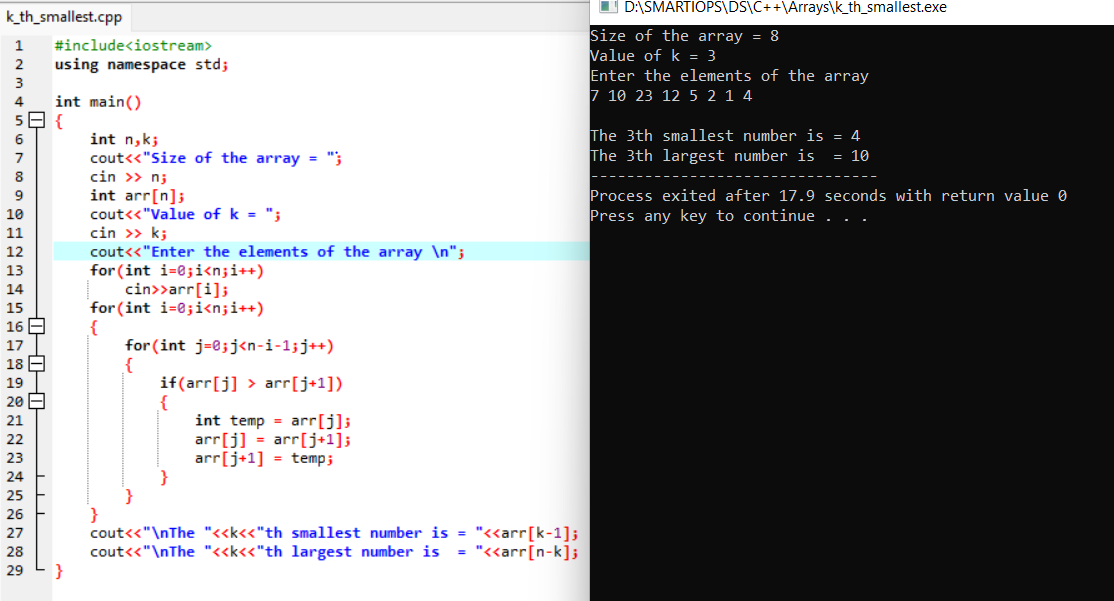 k_th_smallest.cpp
1 #include<iostream>
2 using namespace std;
3
4 int main()
5 {
6 int n,k;
7 cout<<"Size of the array = ";
8 cin >> n;
9 int arr[n];
10 cout<<"Value of k = ";
11 cin >> k;
12 cout<<"Enter the elements of the array \n";
13 for(int i=0;i<n;i++)
14 cin>>arr[i];
15 for(int i=0;i<n;i++)
16 {
17 for(int j=0;j<n-i-1;j++)
18 {
19 if(arr[j] > arr[j+1])
20 {
21 int temp = arr[j];
22 arr[j] = arr[j+1];
23 arr[j+1] = temp;
24 }
25 }
26 }
27 cout<<"\nThe "<<k<<"th smallest number is = "<<arr[k-1];
28 cout<<"\nThe "<<k<<"th largest number is  = "<<arr[n-k];
29 }
D:\SMARTIOPS\DS\C++\Arrays\k_th_smallest.exe
Size of the array = 8
Value of k = 3
Enter the elements of the array
7 10 23 12 5 2 1 4
The 3th smallest number is = 4
The 3th largest number is  = 10
--------------------------------
Process exited after 17.9 seconds with return value 0
Press any key to continue . . .